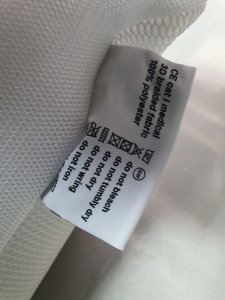 CE cat I medical
3D braided fabric
100% polyester
do not bleach
do not tumbly dry
do not dry
do not wring
do not iron